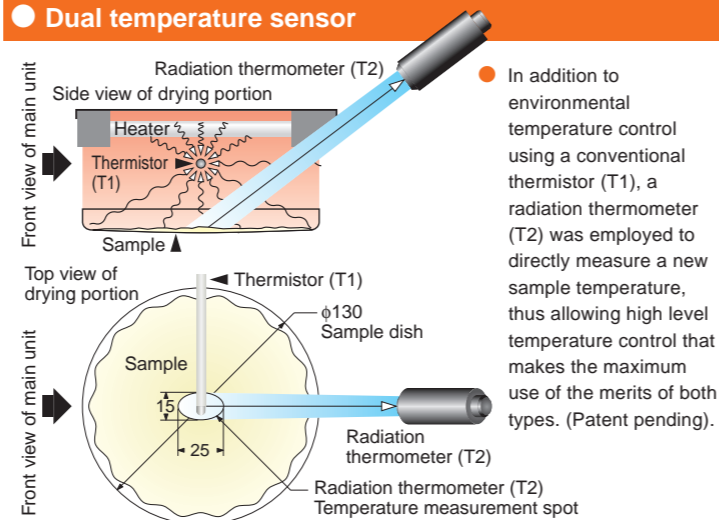 Dual temperature sensor
Radiation thermometer (T2)
Side view of drying portion
Front view of main unit
Heater
Thermistor
(T1)
Sample
Top view of
drying portion
Thermistor (T1)
Front view of main unit
ϕ130
Sample dish
Sample
15
25
Radiation
thermometer (T2)
Radiation thermometer (T2)
Temperature measurement spot
In addition to
environmental
temperature control
using a conventional
thermistor (T1), a
radiation thermometer
(T2) was employed to
directly measure a new
sample temperature,
thus allowing high level
temperature control that
makes the maximum
use of the merits of both
types. (Patent pending).